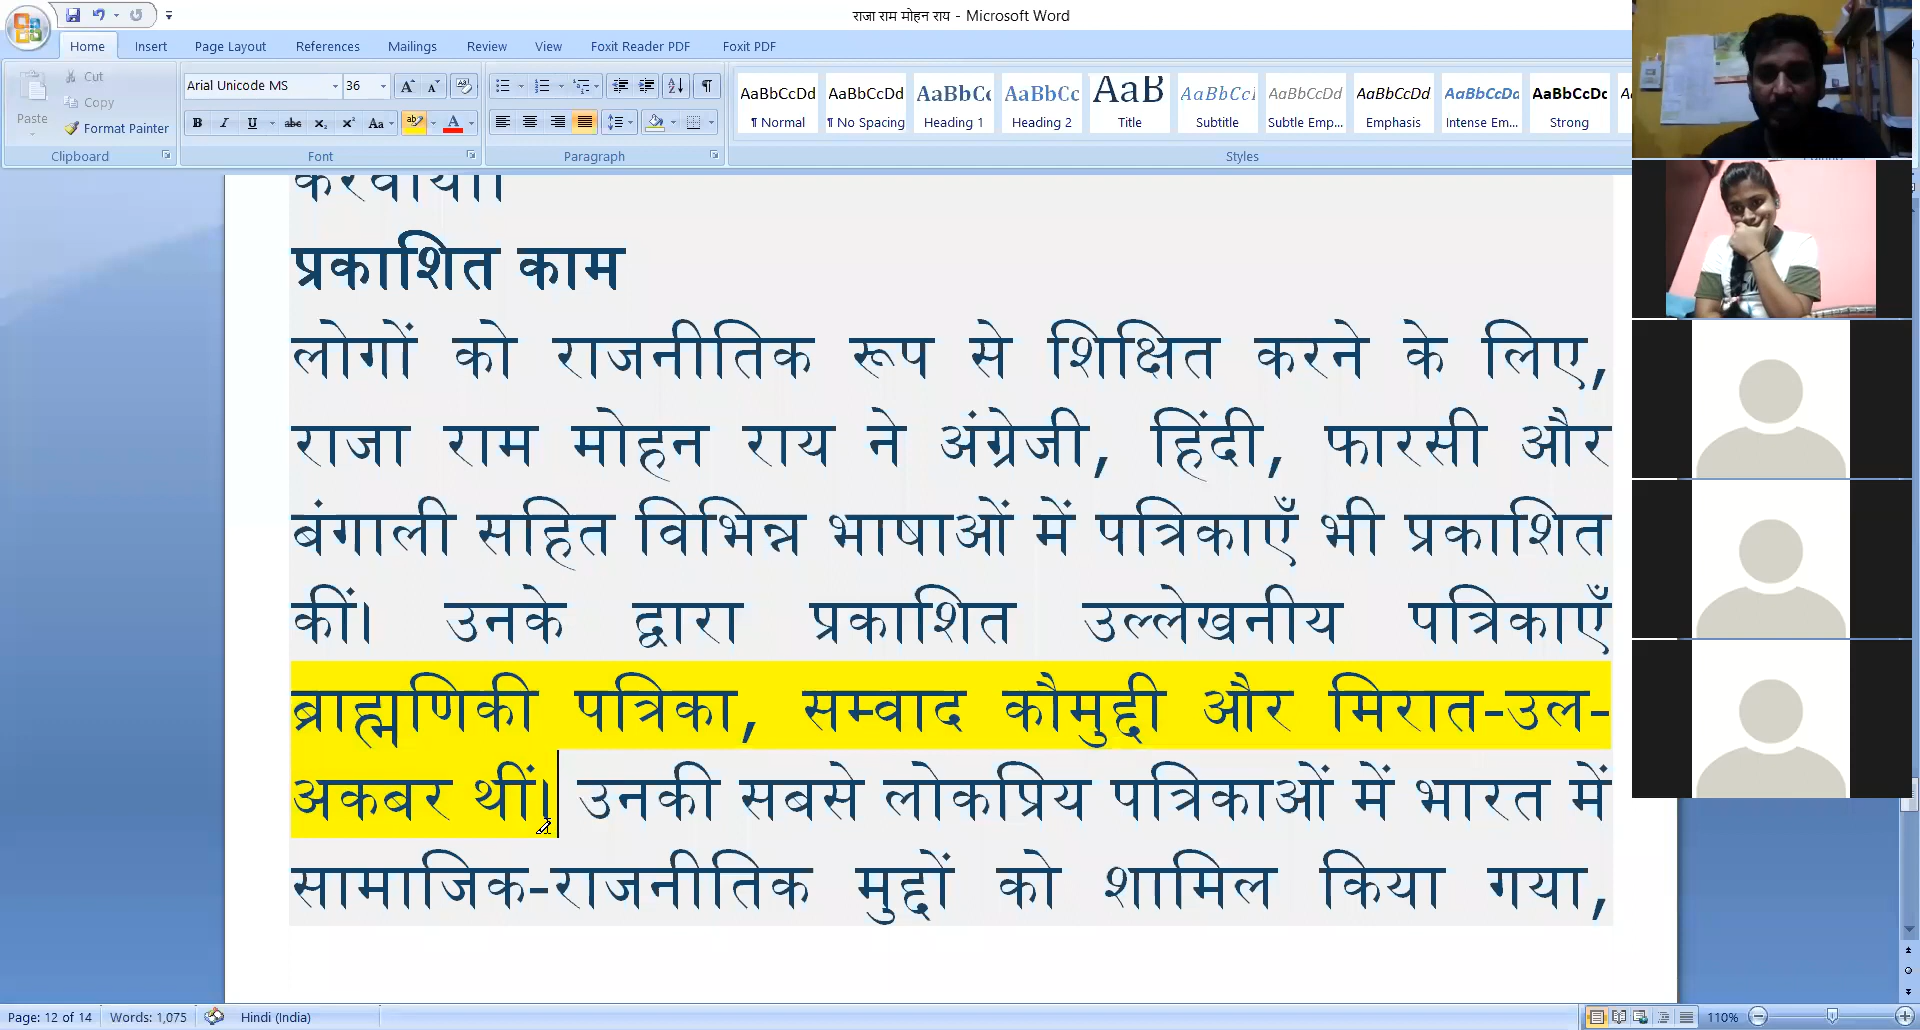 राजा राम मोहन राय - Microsoft Word
Home Insert Page Layout References Mailings Review View Foxit Reader PDF Foxit PDF
Cut
Copy
Paste
Format Painter
Arial Unicode MS 36
AaBbCcDd AaBbCcDd AaBbCc AaBbCc AaB AaBbCcI AaBbCcDd AaBbCcDd AaBbCcDd AaBbCcDc
¶ Normal ¶ No Spacing Heading 1 Heading 2 Title Subtitle Subtle Emp... Emphasis Intense Em... Strong
Clipboard Font Paragraph Styles
करवाया।
प्रकाशित काम
लोगों को राजनीतिक रूप से शिक्षित करने के लिए,
राजा राम मोहन राय ने अंग्रेजी, हिंदी, फारसी और
बंगाली सहित विभिन्न भाषाओं में पत्रिकाएँ भी प्रकाशित
कीं। उनके द्वारा प्रकाशित उल्लेखनीय पत्रिकाएँ
ब्राह्मणिकी पत्रिका, सम्वाद कौमुद्दी और मिरात-उल-
अकबर थीं। उनकी सबसे लोकप्रिय पत्रिकाओं में भारत में
सामाजिक-राजनीतिक मुद्दों को शामिल किया गया,
Page: 12 of 14 Words: 1,075 Hindi (India) 110%